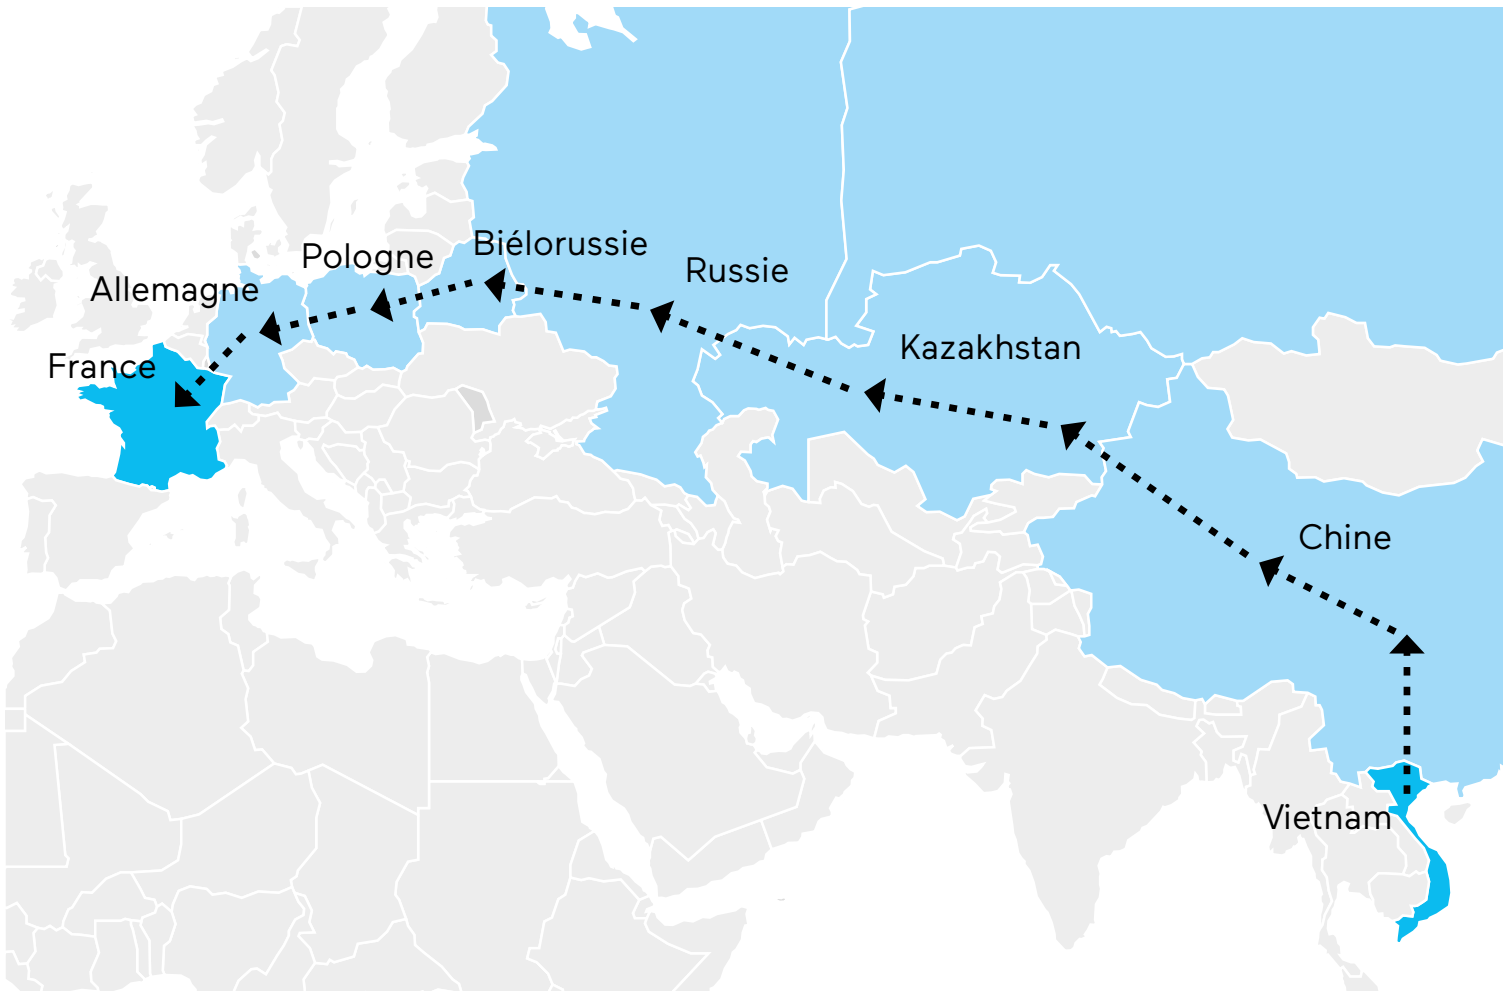 Biélorussie
Pologne
Russie
Allemagne
Kazakhstan
France
Chine
Vietnam